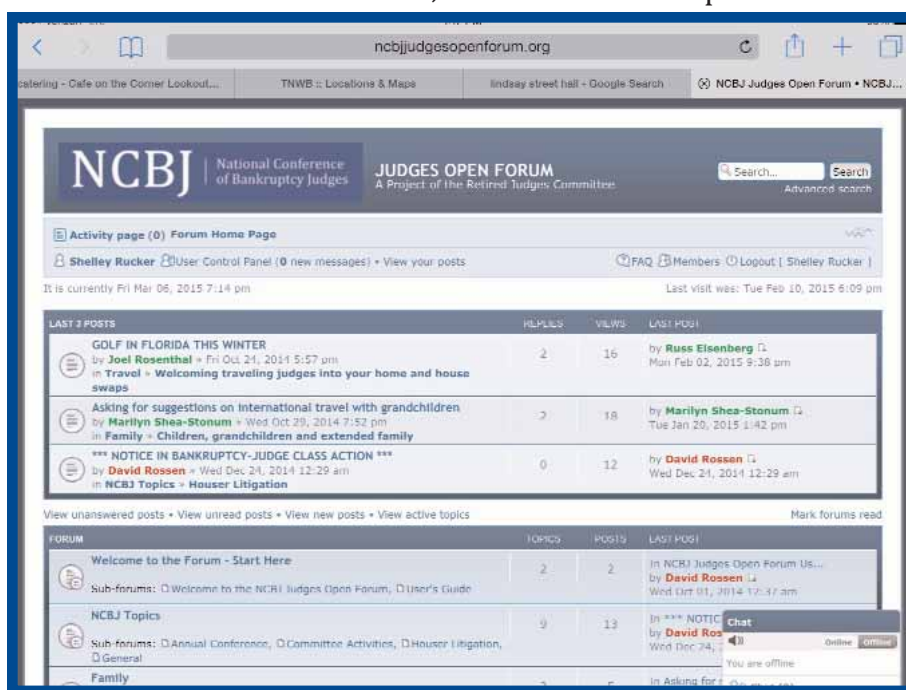 ncbjjudgesopenforum.org
catering - Cafe on the Corner Lookout... TNWB :: Locations & Maps lindsay street hall - Google Search NCBJ Judges Open Forum • NCBJ...
NCBJ National Conference of Bankruptcy Judges
JUDGES OPEN FORUM
A Project of the Retired Judges Committee
Search... Search
Advanced search
Activity page (0) Forum Home Page
Shelley Rucker User Control Panel (0 new messages) • View your posts FAQ Members Logout [ Shelley Rucker ]
It is currently Fri Mar 06, 2015 7:14 pm Last visit was: Tue Feb 10, 2015 6:09 pm
LAST 3 POSTS REPLIES VIEWS LAST POST
GOLF IN FLORIDA THIS WINTER
by Joel Rosenthal » Fri Oct 24, 2014 5:57 pm
in Travel » Welcoming traveling judges into your home and house swaps
2 16 by Russ Eisenberg
Mon Feb 02, 2015 9:38 pm
Asking for suggestions on international travel with grandchildren
by Marilyn Shea-Stonum » Wed Oct 29, 2014 7:52 pm
in Family » Children, grandchildren and extended family
2 18 by Marilyn Shea-Stonum
Tue Jan 20, 2015 1:42 pm
*** NOTICE IN BANKRUPTCY-JUDGE CLASS ACTION ***
by David Rossen » Wed Dec 24, 2014 12:29 am
in NCBJ Topics » Houser Litigation
0 12 by David Rossen
Wed Dec 24, 2014 12:29 am
View unanswered posts • View unread posts • View new posts • View active topics Mark forums read
FORUM TOPICS POSTS LAST POST
Welcome to the Forum - Start Here
Sub-forums: Welcome to the NCBJ Judges Open Forum, User's Guide
2 2 In NCBJ Judges Open Forum Us...
by David Rossen
Wed Oct 01, 2014 12:37 am
NCBJ Topics
Sub-forums: Annual Conference, Committee Activities, Houser Litigation,
General
9 13 In *** NOTIC
by David Ros
Wed Dec 24,
Family
In Asking for
Chat
Online Offline
You are offline